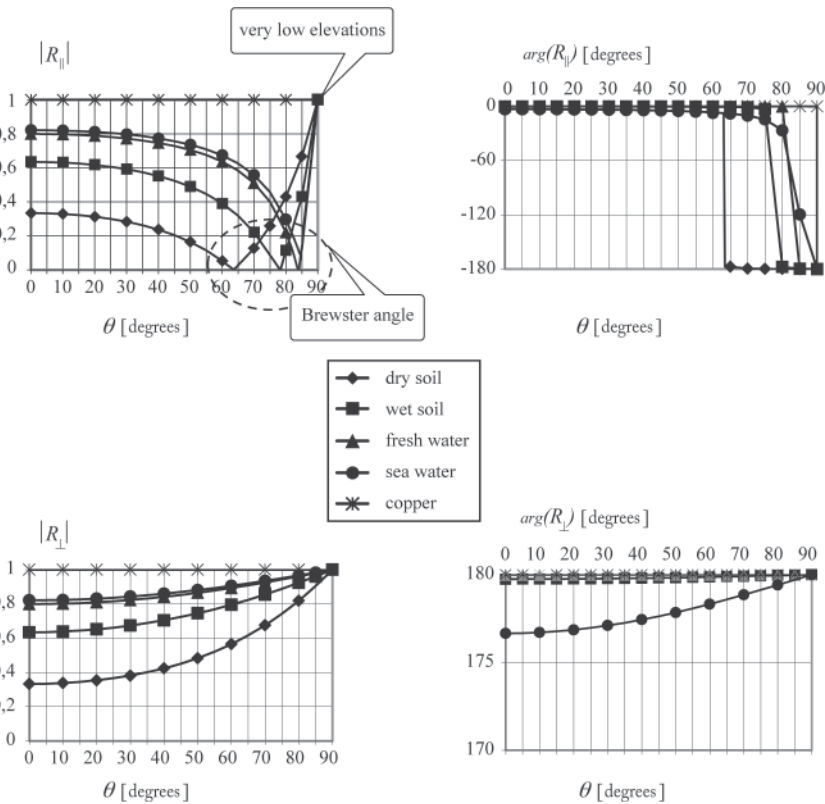 very low elevations
|R∥|
arg(R∥) [degrees]
0 10 20 30 40 50 60 70 80 90
1
0,8
0,6
0,4
0,2
0
0 10 20 30 40 50 60 70 80 90
θ [degrees]
Brewster angle
0
-60
-120
-180
θ [degrees]
dry soil
wet soil
fresh water
sea water
copper
|R⊥|
1
0,8
0,6
0,4
0,2
0
0 10 20 30 40 50 60 70 80 90
θ [degrees]
arg(R⊥) [degrees]
0 10 20 30 40 50 60 70 80 90
180
175
170
θ [degrees]